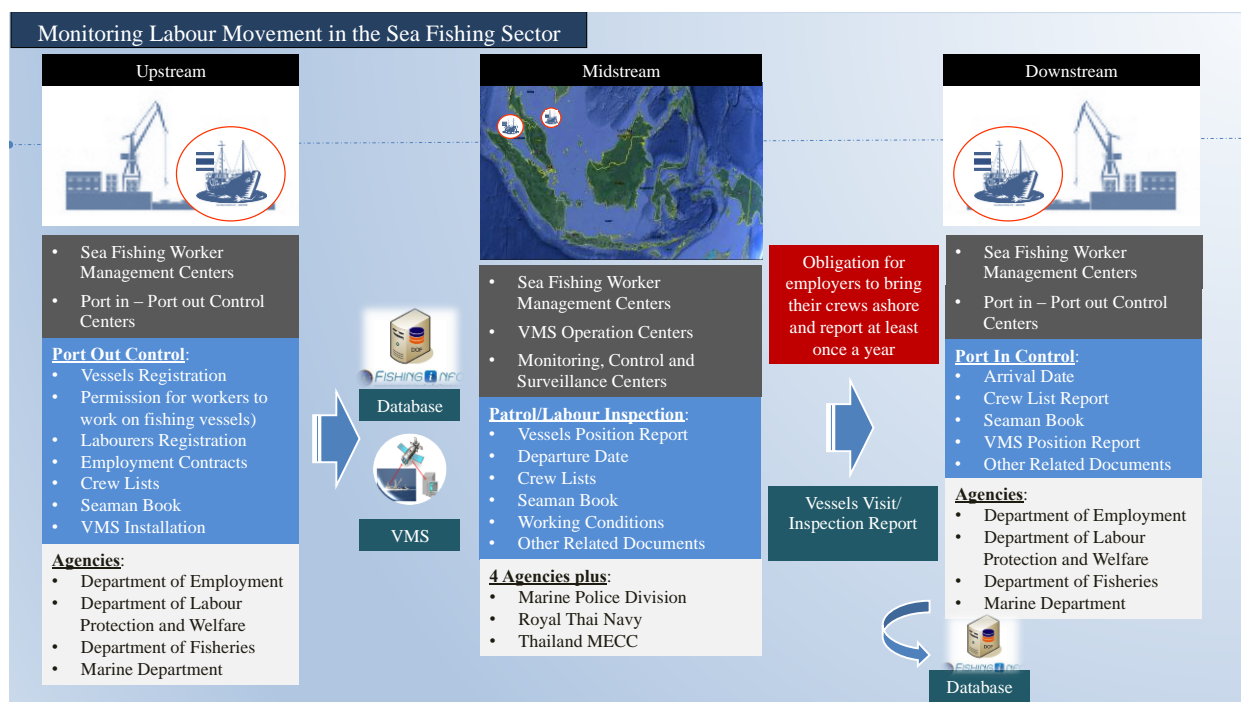 Monitoring Labour Movement in the Sea Fishing Sector
Upstream
• Sea Fishing Worker
Management Centers
• Port in – Port out Control
Centers
Port Out Control:
• Vessels Registration
• Permission for workers to
work on fishing vessels)
• Labourers Registration
• Employment Contracts
• Crew Lists
• Seaman Book
• VMS Installation
Agencies:
• Department of Employment
• Department of Labour
Protection and Welfare
• Department of Fisheries
• Marine Department
DOF
FISHING INFO
Database
VMS
Midstream
• Sea Fishing Worker
Management Centers
• VMS Operation Centers
• Monitoring, Control and
Surveillance Centers
Patrol/Labour Inspection:
• Vessels Position Report
• Departure Date
• Crew Lists
• Seaman Book
• Working Conditions
• Other Related Documents
4 Agencies plus:
• Marine Police Division
• Royal Thai Navy
• Thailand MECC
Obligation for
employers to bring
their crews ashore
and report at least
once a year
Vessels Visit/
Inspection Report
Downstream
• Sea Fishing Worker
Management Centers
• Port in – Port out Control
Centers
Port In Control:
• Arrival Date
• Crew List Report
• Seaman Book
• VMS Position Report
• Other Related Documents
Agencies:
• Department of Employment
• Department of Labour
Protection and Welfare
• Department of Fisheries
• Marine Department
DOF
Database